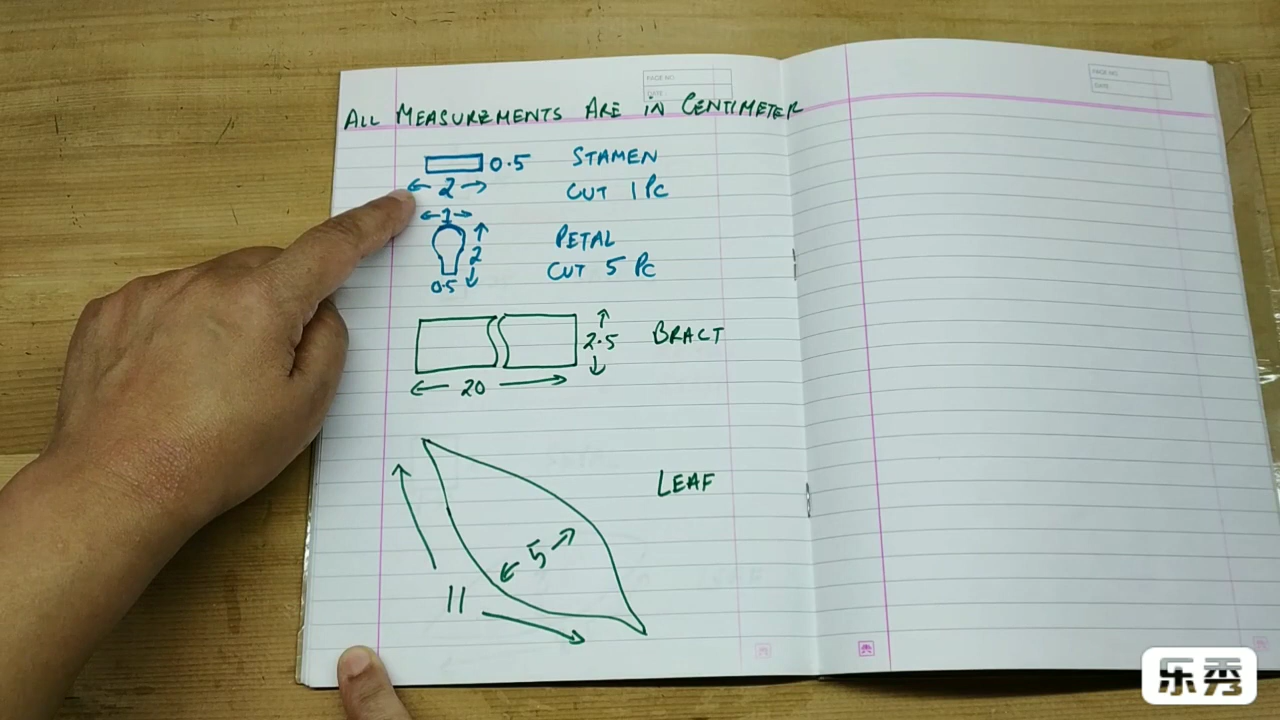 PAGE NO.
DATE
PAGE NO.
DATE
ALL MEASUREMENTS ARE IN CENTIMETER
0.5 STAMEN
2 CUT 1 PC
1
PETAL
2
CUT 5 PC
0.5
2.5 BRACT
20
LEAF
5
11
乐秀